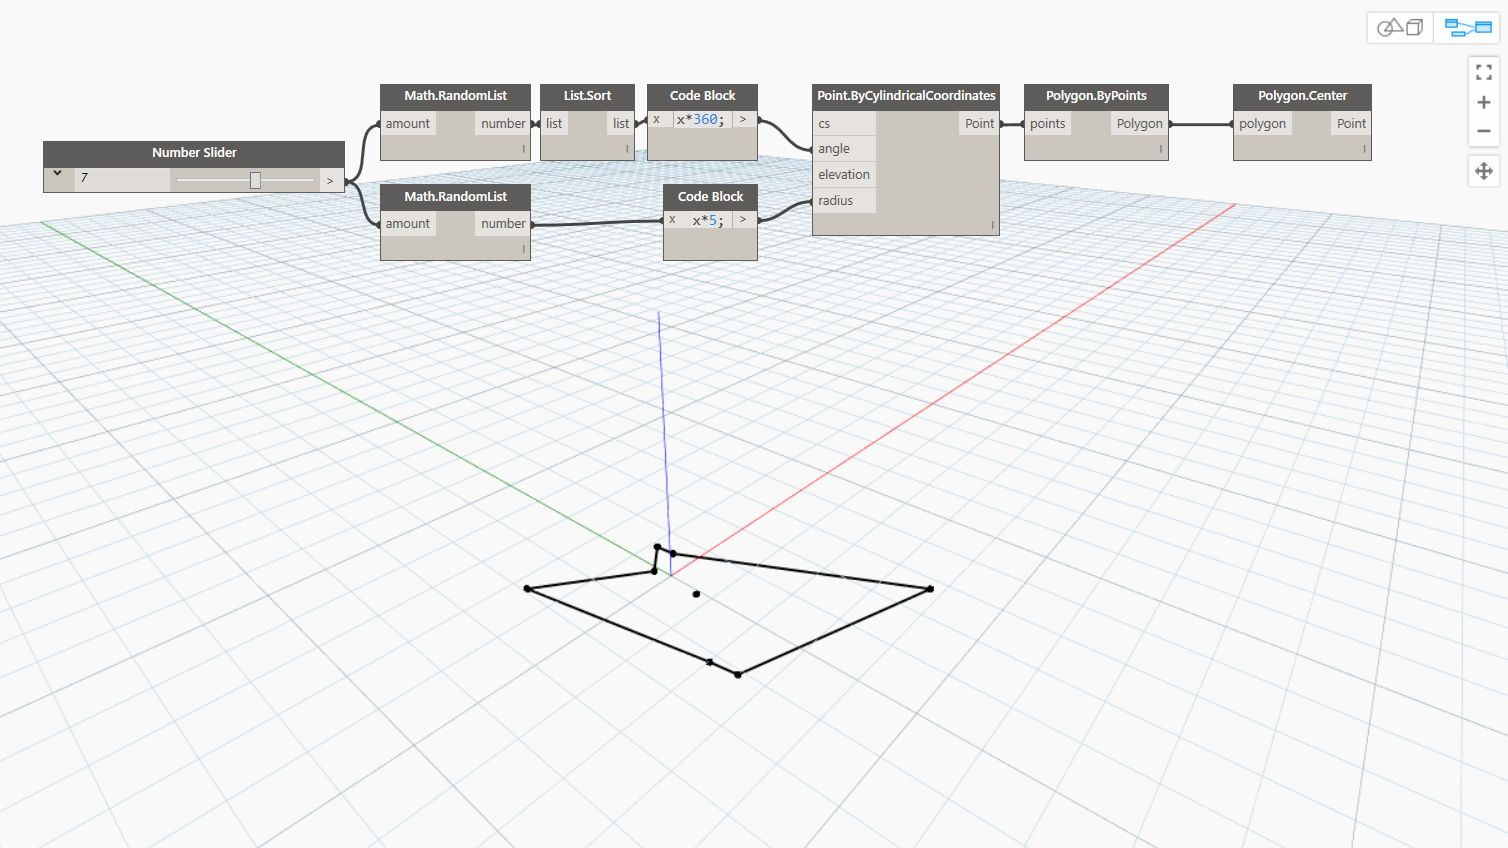 Number Slider
7 >
Math.RandomList
amount number
l
Math.RandomList
amount number
l
List.Sort
list list
l
Code Block
x x*360; >
Code Block
x x*5; >
Point.ByCylindricalCoordinates
cs Point
angle
elevation
radius
l
Polygon.ByPoints
points Polygon
l
Polygon.Center
polygon Point
l